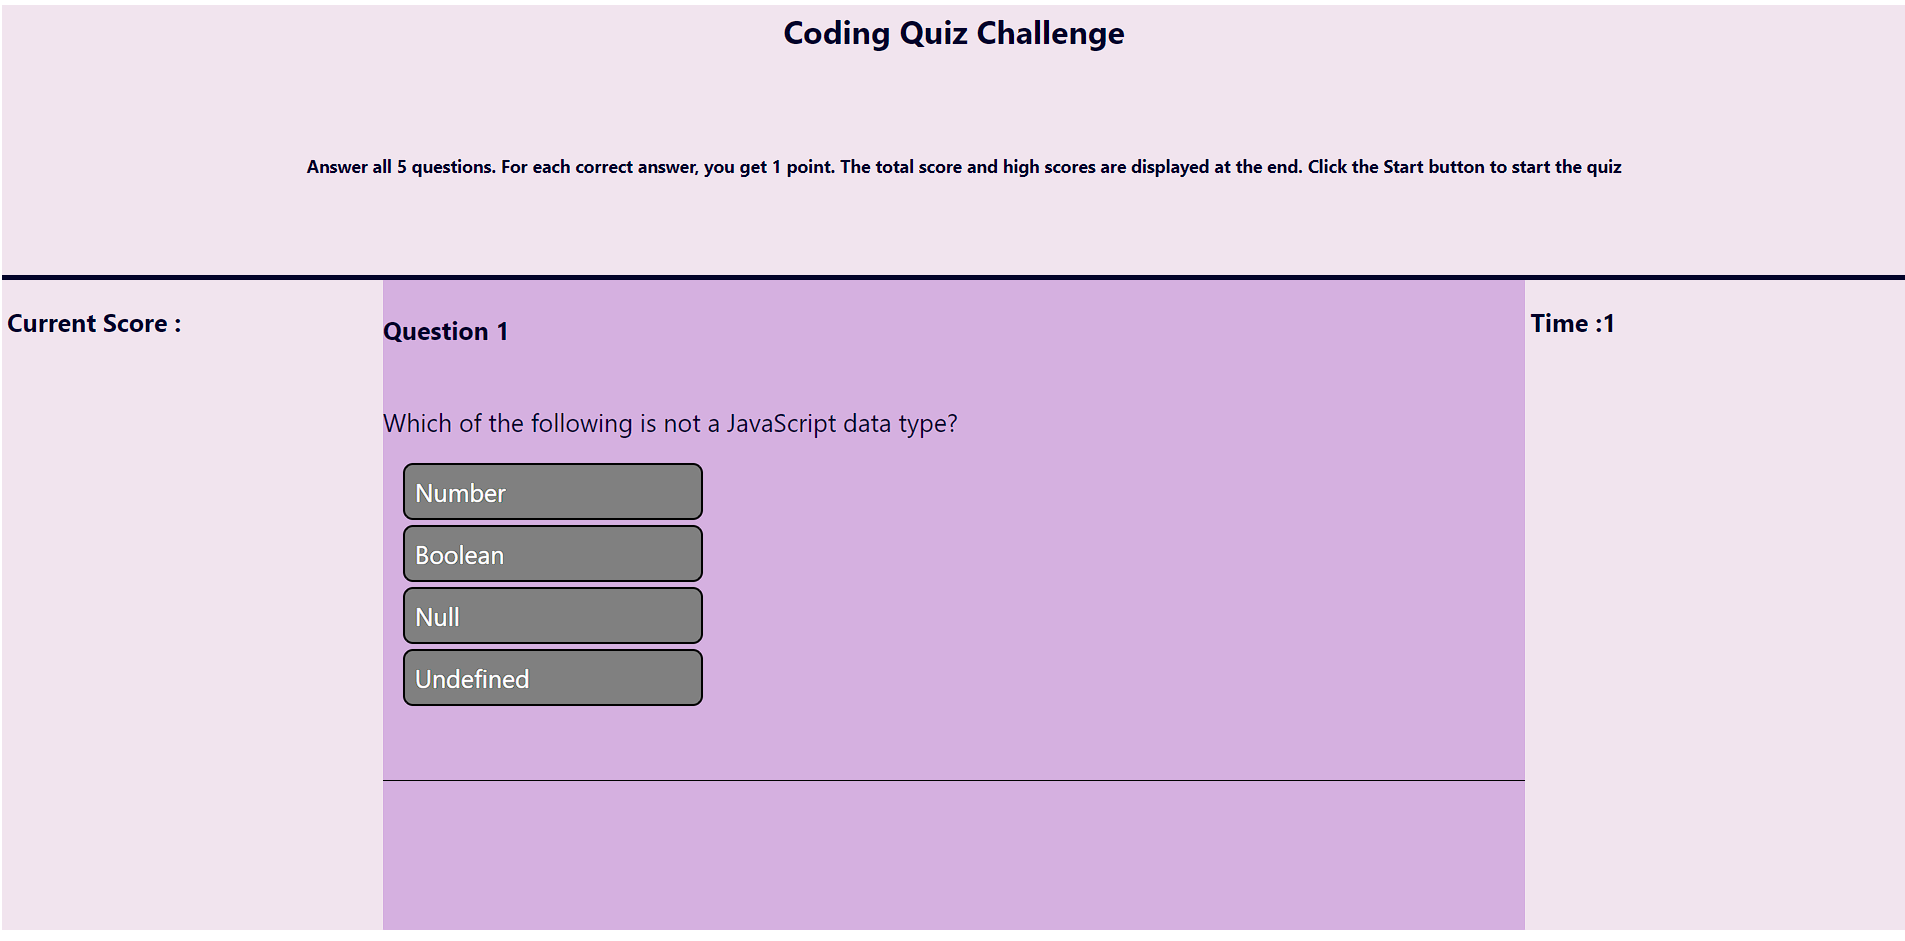 Coding Quiz Challenge
Answer all 5 questions. For each correct answer, you get 1 point. The total score and high scores are displayed at the end. Click the Start button to start the quiz
Current Score :
Question 1
Time :1
Which of the following is not a JavaScript data type?
Number
Boolean
Null
Undefined